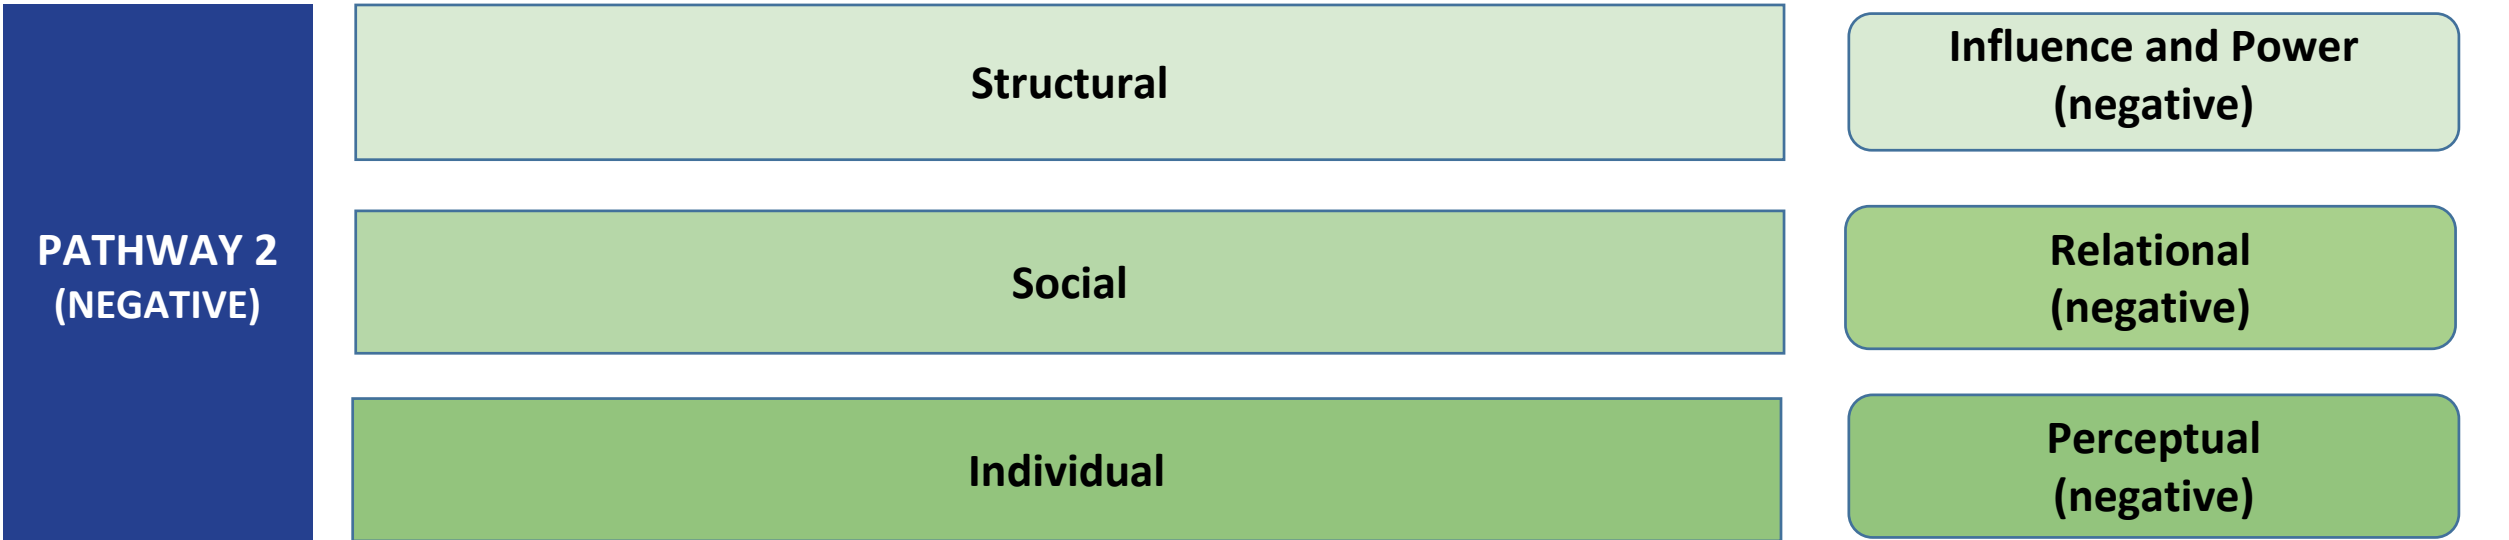 PATHWAY 2
(NEGATIVE)
Structural
Influence and Power
(negative)
Social
Relational
(negative)
Individual
Perceptual
(negative)